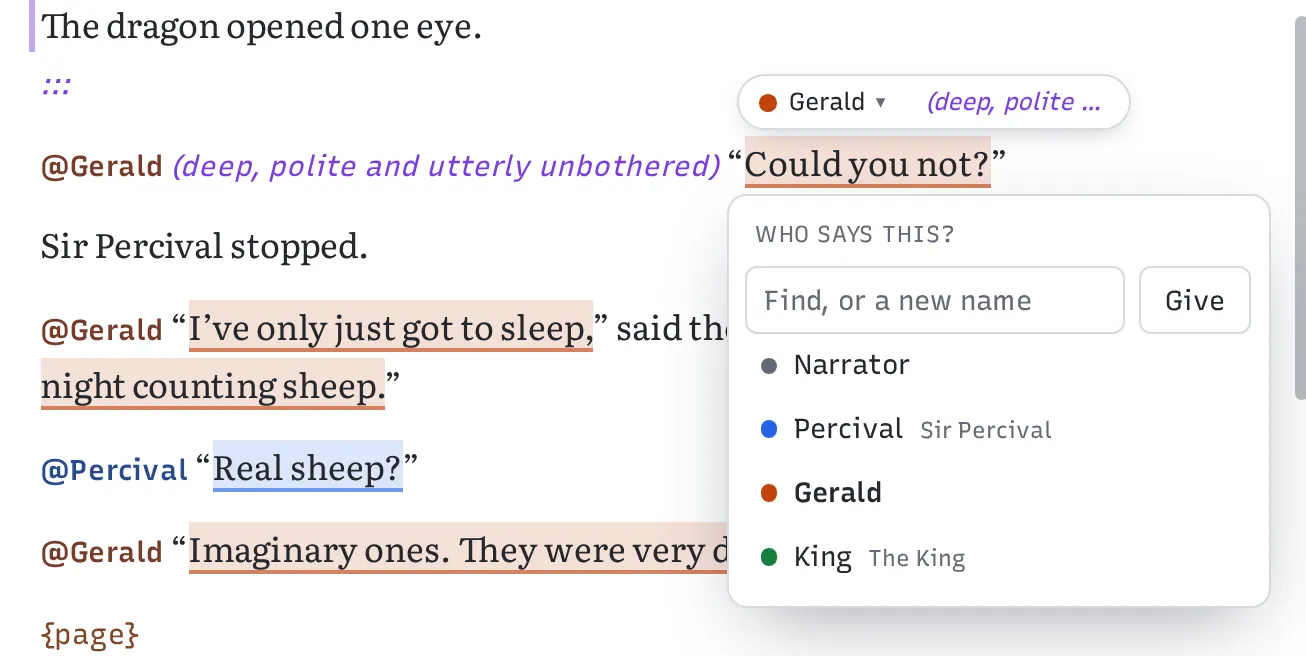 The dragon opened one eye.
:::
Gerald ▾ (deep, polite ...
@Gerald (deep, polite and utterly unbothered) “Could you not?”
WHO SAYS THIS?
Sir Percival stopped.
Find, or a new name Give
@Gerald “I’ve only just got to sleep,” said the
Narrator
night counting sheep.”
Percival Sir Percival
@Percival “Real sheep?”
Gerald
@Gerald “Imaginary ones. They were very
King The King
{page}